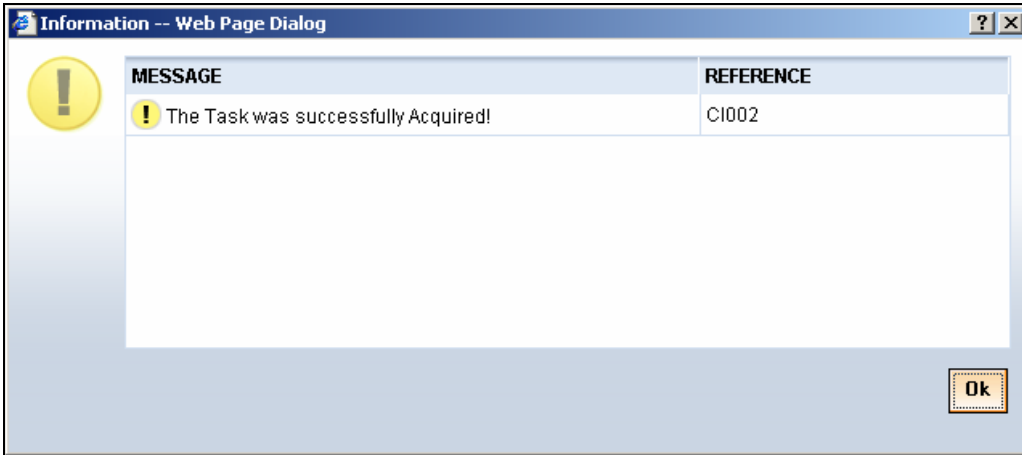 Information -- Web Page Dialog
MESSAGE REFERENCE
The Task was successfully Acquired! CI002
Ok